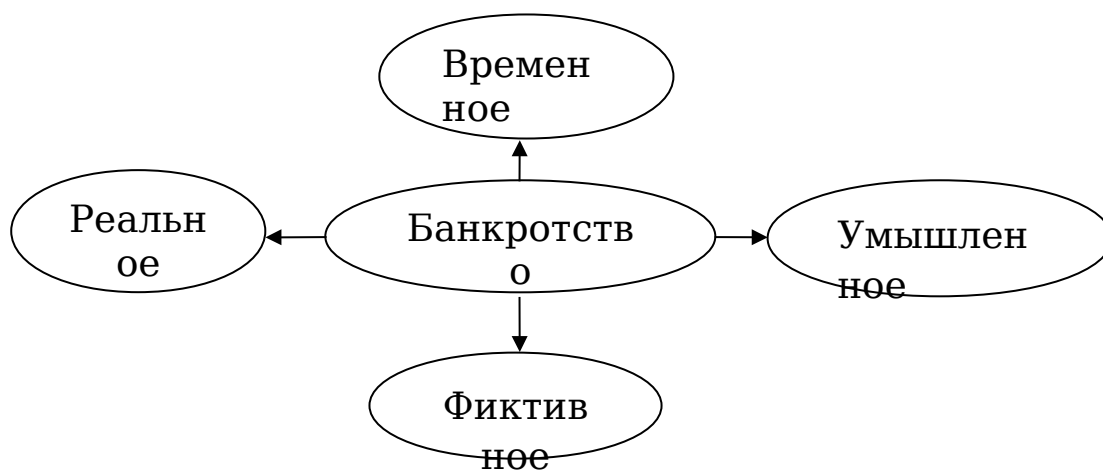 Времен
ное
Реальн
ое
Банкротств
о
Умышлен
ное
Фиктив
ное